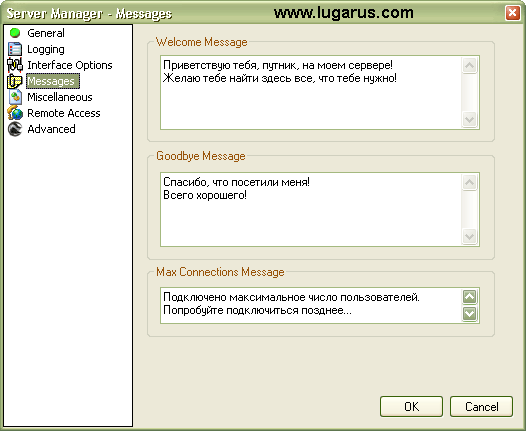 Server Manager - Messages
www.lugarus.com
General
Logging
Interface Options
Messages
Miscellaneous
Remote Access
Advanced
Welcome Message
Приветствую тебя, путник, на моем сервере!
Желаю тебе найти здесь все, что тебе нужно!
Goodbye Message
Спасибо, что посетили меня!
Всего хорошего!
Max Connections Message
Подключено максимальное число пользователей.
Попробуйте подключиться позднее...
OK
Cancel